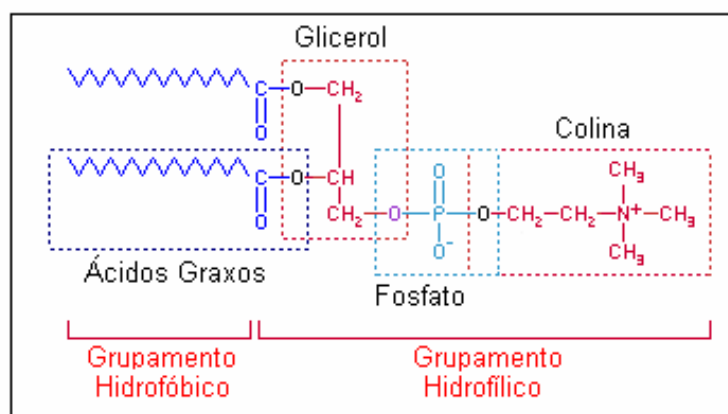 Glicerol
C—O—CH₂
O
Colina
O
CH₃
C—O—CH
O
CH₂—O—P—O—CH₂—CH₂—N⁺—CH₃
O⁻
CH₃
Ácidos Graxos
Fosfato
Grupamento
Hidrofóbico
Grupamento
Hidrofílico